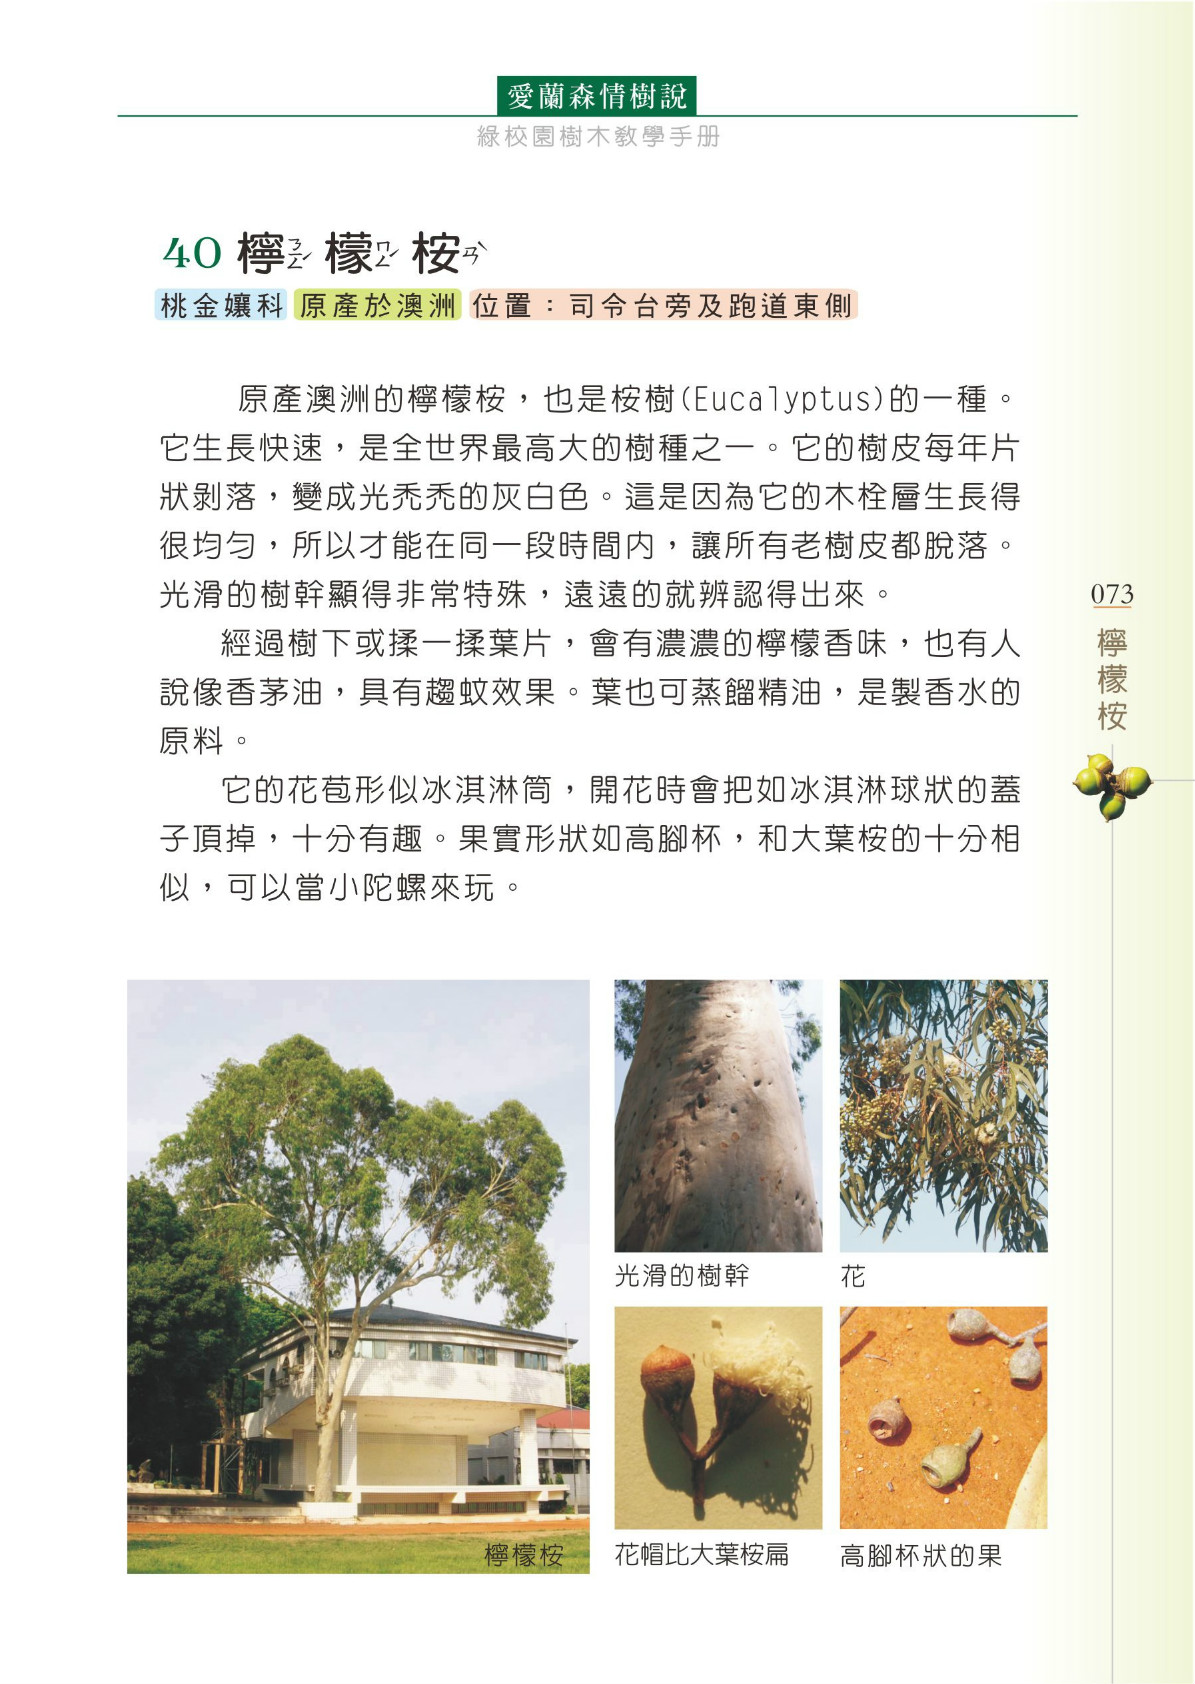 愛蘭森情樹說
綠校園樹木教學手册
40 檸ㄋㄥˊ 檬ㄇㄥˊ 桉ㄢˋ
桃金孃科 原產於澳洲 位置：司令台旁及跑道東側
原產澳洲的檸檬桉，也是桉樹(Eucalyptus)的一種。
它生長快速，是全世界最高大的樹種之一。它的樹皮每年片
狀剝落，變成光禿禿的灰白色。這是因為它的木栓層生長得
很均勻，所以才能在同一段時間內，讓所有老樹皮都脫落。
光滑的樹幹顯得非常特殊，遠遠的就辨認得出來。
經過樹下或揉一揉葉片，會有濃濃的檸檬香味，也有人
說像香茅油，具有趨蚊效果。葉也可蒸餾精油，是製香水的
原料。
它的花苞形似冰淇淋筒，開花時會把如冰淇淋球狀的蓋
子頂掉，十分有趣。果實形狀如高腳杯，和大葉桉的十分相
似，可以當小陀螺來玩。
073
檸檬桉
光滑的樹幹
花
檸檬桉
花帽比大葉桉扁
高腳杯狀的果